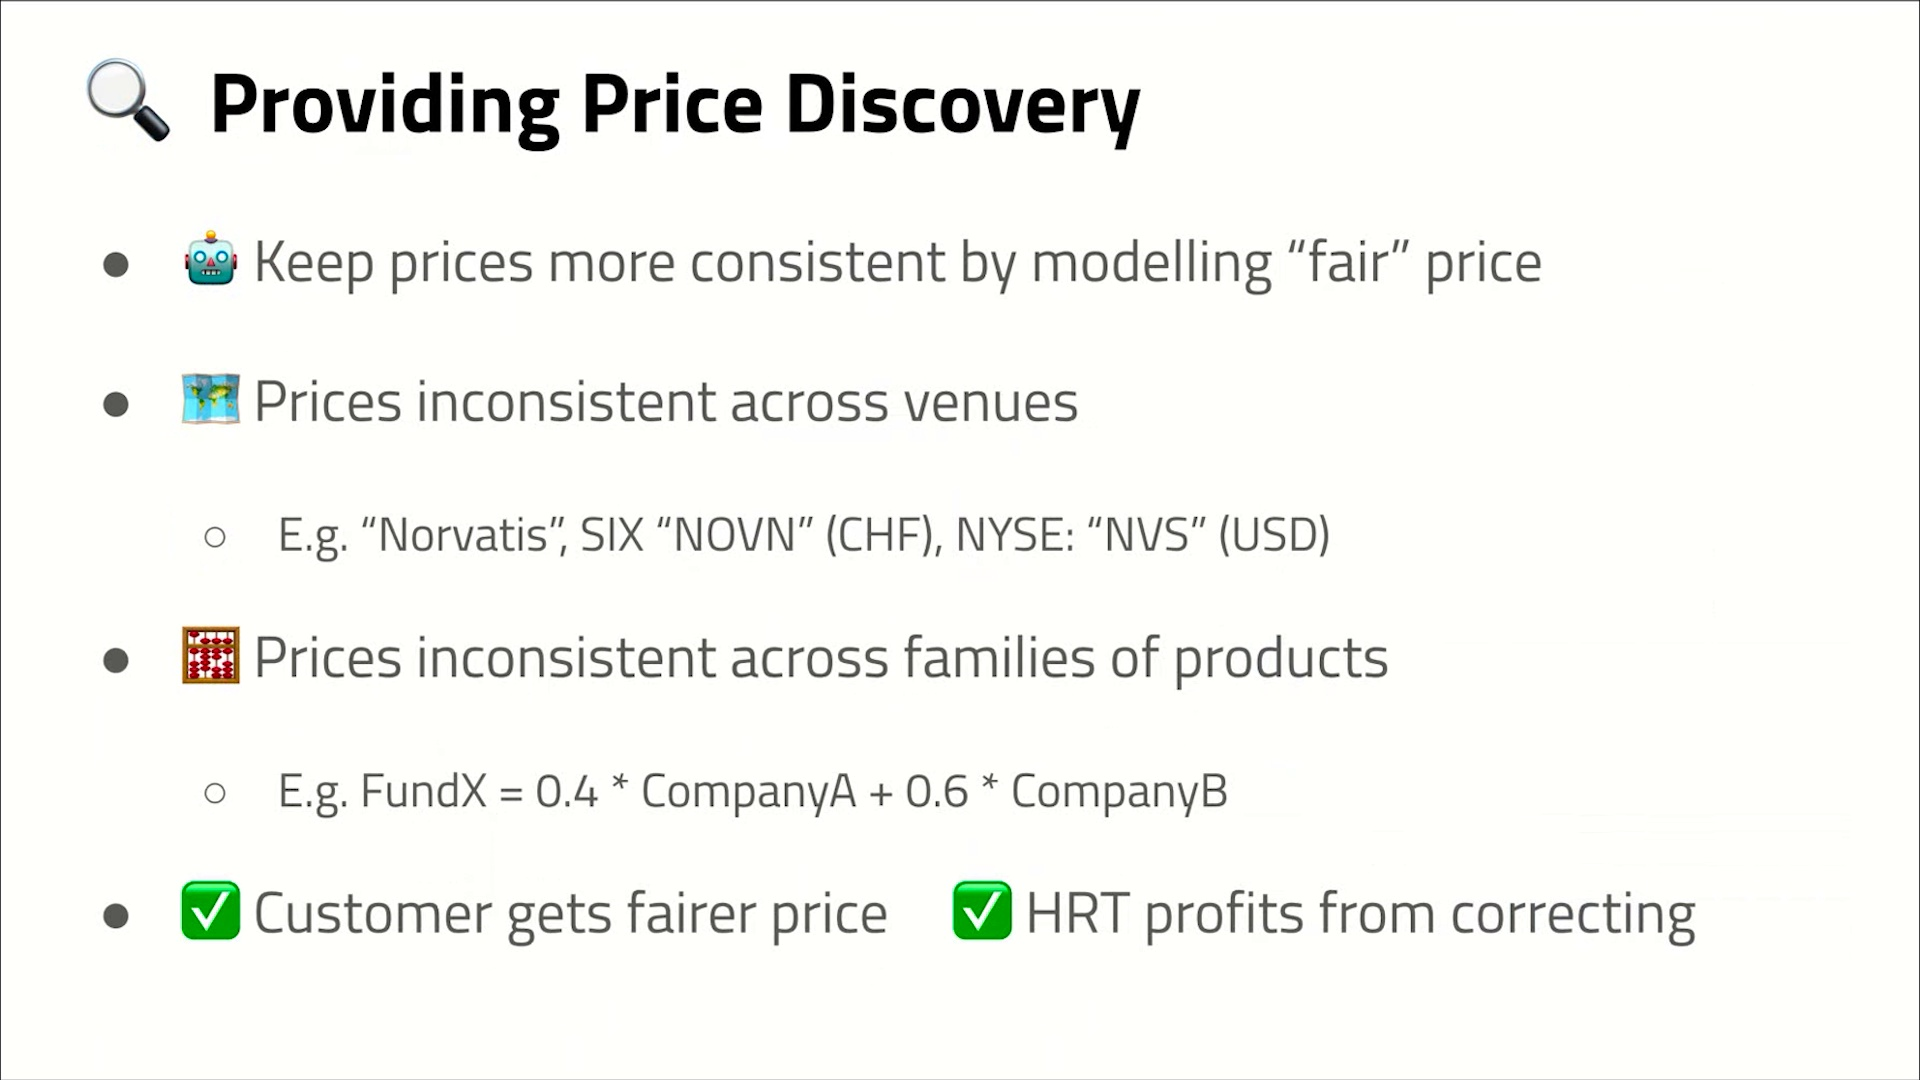 Providing Price Discovery
Keep prices more consistent by modelling “fair” price
Prices inconsistent across venues
E.g. “Norvatis”, SIX “NOVN” (CHF), NYSE: “NVS” (USD)
Prices inconsistent across families of products
E.g. FundX = 0.4 * CompanyA + 0.6 * CompanyB
Customer gets fairer price HRT profits from correcting